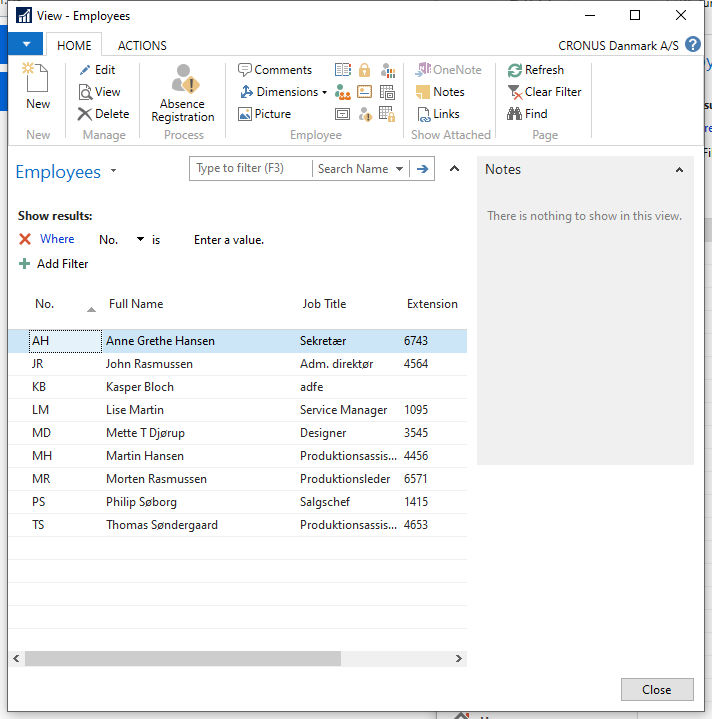 View - Employees
HOME ACTIONS CRONUS Danmark A/S ?
New
New
Edit
View
Delete
Manage
Absence
Registration
Process
Comments
Dimensions
Picture
Employee
OneNote
Notes
Links
Show Attached
Refresh
Clear Filter
Find
Page
Employees
Type to filter (F3) Search Name
Show results:
Where No. is Enter a value.
Add Filter
No. Full Name Job Title Extension
AH Anne Grethe Hansen Sekretær 6743
JR John Rasmussen Adm. direktør 4564
KB Kasper Bloch adfe
LM Lise Martin Service Manager 1095
MD Mette T Djørup Designer 3545
MH Martin Hansen Produktionsassis... 4456
MR Morten Rasmussen Produktionsleder 6571
PS Philip Søborg Salgschef 1415
TS Thomas Søndergaard Produktionsassis... 4653
Notes
There is nothing to show in this view.
Close